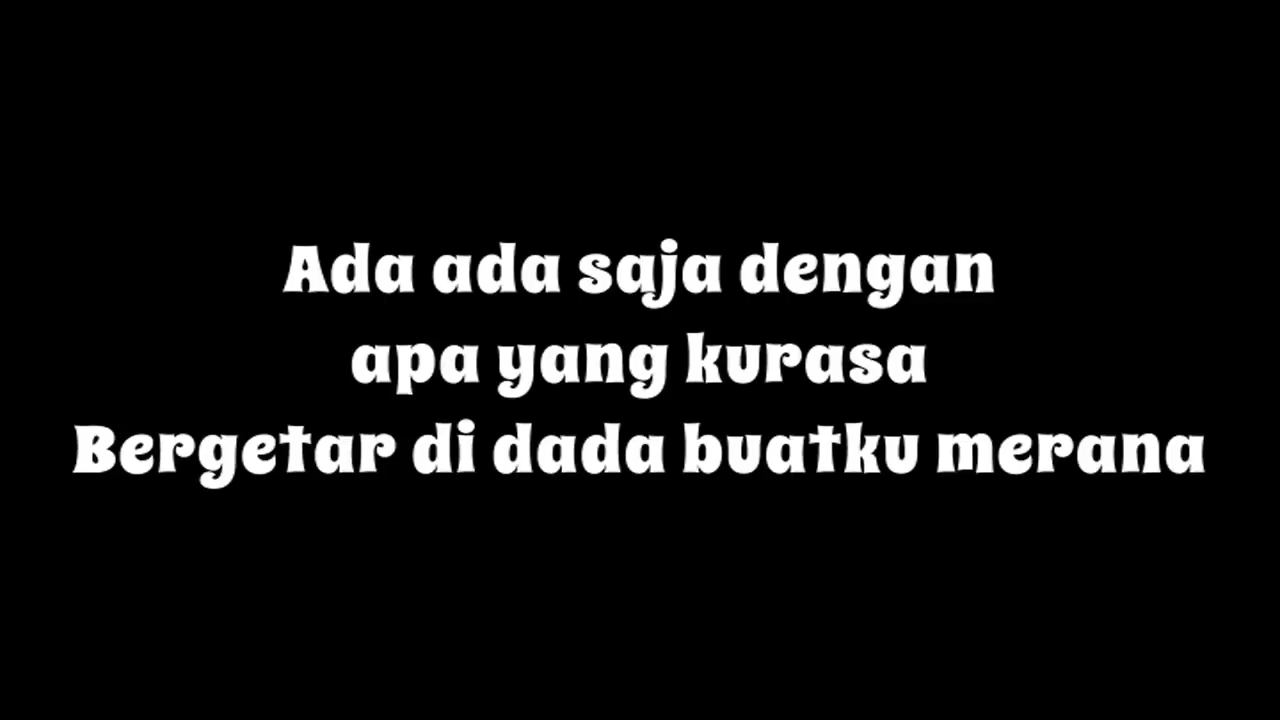 Ada ada saja dengan
apa yang kurasa
Bergetar di dada buatku merana